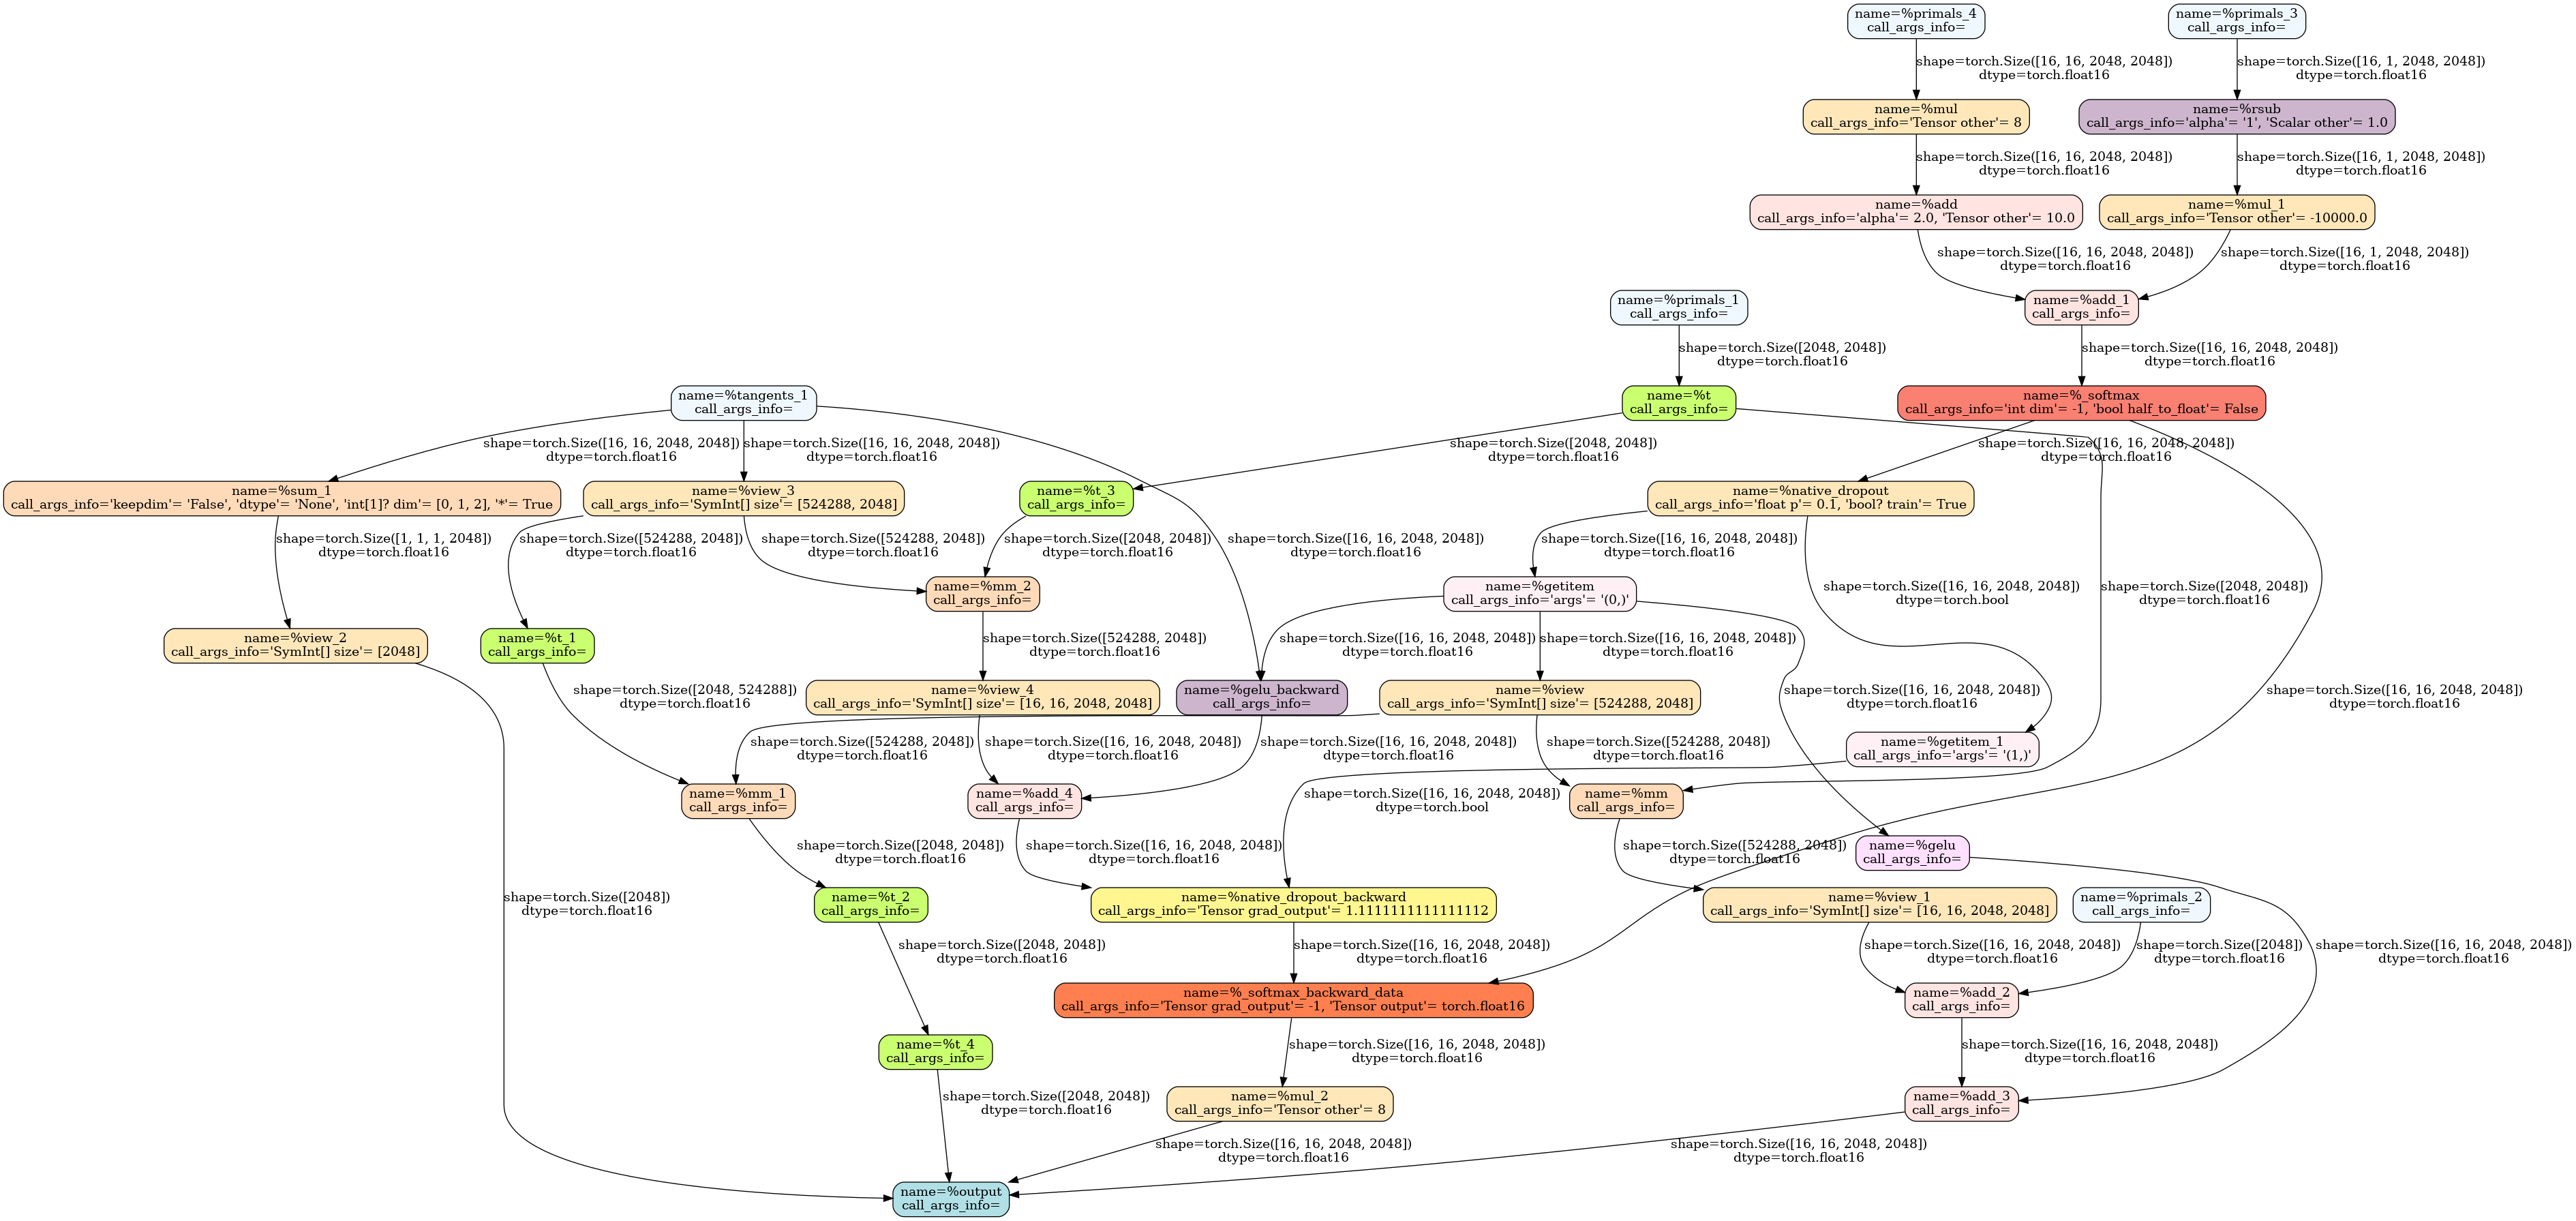 name=%primals_4
call_args_info=
name=%primals_3
call_args_info=
shape=torch.Size([16, 16, 2048, 2048])
dtype=torch.float16
shape=torch.Size([16, 1, 2048, 2048])
dtype=torch.float16
name=%mul
call_args_info='Tensor other'= 8
name=%rsub
call_args_info='alpha'= '1', 'Scalar other'= 1.0
shape=torch.Size([16, 16, 2048, 2048])
dtype=torch.float16
shape=torch.Size([16, 1, 2048, 2048])
dtype=torch.float16
name=%add
call_args_info='alpha'= 2.0, 'Tensor other'= 10.0
name=%mul_1
call_args_info='Tensor other'= -10000.0
shape=torch.Size([16, 16, 2048, 2048])
dtype=torch.float16
shape=torch.Size([16, 1, 2048, 2048])
dtype=torch.float16
name=%primals_1
call_args_info=
name=%add_1
call_args_info=
shape=torch.Size([2048, 2048])
dtype=torch.float16
shape=torch.Size([16, 16, 2048, 2048])
dtype=torch.float16
name=%tangents_1
call_args_info=
name=%t
call_args_info=
name=%_softmax
call_args_info='int dim'= -1, 'bool half_to_float'= False
shape=torch.Size([16, 16, 2048, 2048])
dtype=torch.float16
shape=torch.Size([16, 16, 2048, 2048])
dtype=torch.float16
shape=torch.Size([2048, 2048])
dtype=torch.float16
shape=torch.Size([16, 16, 2048, 2048])
dtype=torch.float16
name=%sum_1
call_args_info='keepdim'= 'False', 'dtype'= 'None', 'int[1]? dim'= [0, 1, 2], '*'= True
name=%view_3
call_args_info='SymInt[] size'= [524288, 2048]
name=%t_3
call_args_info=
name=%native_dropout
call_args_info='float p'= 0.1, 'bool? train'= True
shape=torch.Size([1, 1, 1, 2048])
dtype=torch.float16
shape=torch.Size([524288, 2048])
dtype=torch.float16
shape=torch.Size([524288, 2048])
dtype=torch.float16
shape=torch.Size([2048, 2048])
dtype=torch.float16
shape=torch.Size([16, 16, 2048, 2048])
dtype=torch.float16
shape=torch.Size([16, 16, 2048, 2048])
dtype=torch.float16
name=%mm_2
call_args_info=
name=%getitem
call_args_info='args'= '(0,)'
shape=torch.Size([16, 16, 2048, 2048])
dtype=torch.bool
shape=torch.Size([2048, 2048])
dtype=torch.float16
name=%view_2
call_args_info='SymInt[] size'= [2048]
name=%t_1
call_args_info=
shape=torch.Size([524288, 2048])
dtype=torch.float16
shape=torch.Size([16, 16, 2048, 2048])
dtype=torch.float16
shape=torch.Size([16, 16, 2048, 2048])
dtype=torch.float16
shape=torch.Size([2048, 524288])
dtype=torch.float16
name=%view_4
call_args_info='SymInt[] size'= [16, 16, 2048, 2048]
name=%gelu_backward
call_args_info=
name=%view
call_args_info='SymInt[] size'= [524288, 2048]
shape=torch.Size([16, 16, 2048, 2048])
dtype=torch.float16
shape=torch.Size([16, 16, 2048, 2048])
dtype=torch.float16
shape=torch.Size([524288, 2048])
dtype=torch.float16
shape=torch.Size([16, 16, 2048, 2048])
dtype=torch.float16
shape=torch.Size([16, 16, 2048, 2048])
dtype=torch.float16
shape=torch.Size([524288, 2048])
dtype=torch.float16
name=%getitem_1
call_args_info='args'= '(1,)'
name=%mm_1
call_args_info=
name=%add_4
call_args_info=
shape=torch.Size([16, 16, 2048, 2048])
dtype=torch.bool
name=%mm
call_args_info=
shape=torch.Size([2048, 2048])
dtype=torch.float16
shape=torch.Size([16, 16, 2048, 2048])
dtype=torch.float16
shape=torch.Size([524288, 2048])
dtype=torch.float16
name=%gelu
call_args_info=
shape=torch.Size([2048])
dtype=torch.float16
name=%t_2
call_args_info=
name=%native_dropout_backward
call_args_info='Tensor grad_output'= 1.1111111111111112
name=%view_1
call_args_info='SymInt[] size'= [16, 16, 2048, 2048]
name=%primals_2
call_args_info=
shape=torch.Size([2048, 2048])
dtype=torch.float16
shape=torch.Size([16, 16, 2048, 2048])
dtype=torch.float16
shape=torch.Size([16, 16, 2048, 2048])
dtype=torch.float16
shape=torch.Size([2048])
dtype=torch.float16
shape=torch.Size([16, 16, 2048, 2048])
dtype=torch.float16
name=%_softmax_backward_data
call_args_info='Tensor grad_output'= -1, 'Tensor output'= torch.float16
name=%add_2
call_args_info=
name=%t_4
call_args_info=
shape=torch.Size([16, 16, 2048, 2048])
dtype=torch.float16
shape=torch.Size([16, 16, 2048, 2048])
dtype=torch.float16
shape=torch.Size([2048, 2048])
dtype=torch.float16
name=%mul_2
call_args_info='Tensor other'= 8
name=%add_3
call_args_info=
shape=torch.Size([16, 16, 2048, 2048])
dtype=torch.float16
shape=torch.Size([16, 16, 2048, 2048])
dtype=torch.float16
name=%output
call_args_info=